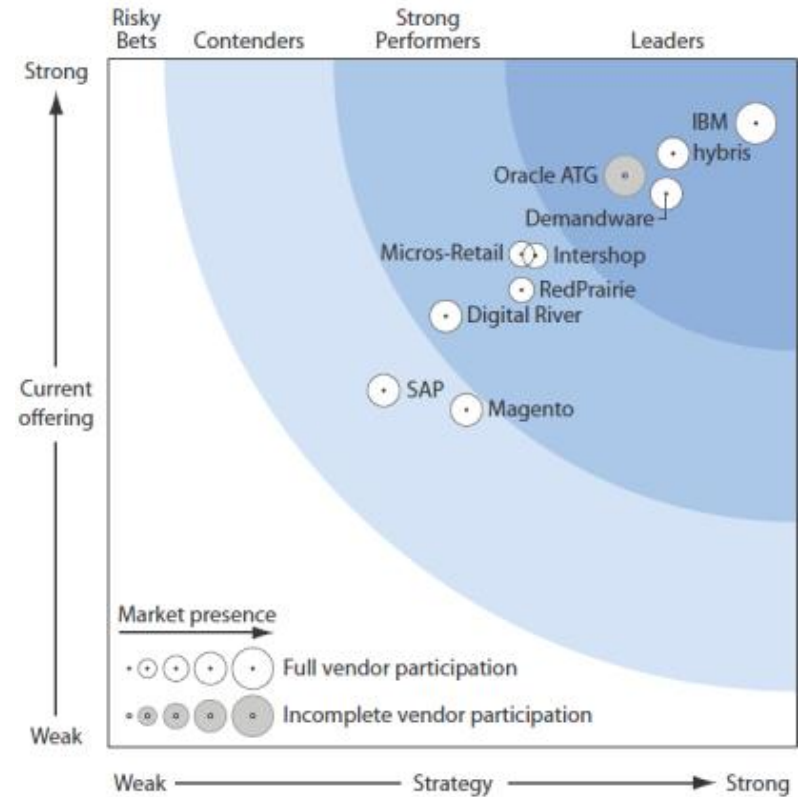 Risky
Bets
Contenders
Strong
Performers
Leaders
Strong
IBM
hybris
Oracle ATG
Demandware
Micros-Retail
Intershop
RedPrairie
Digital River
Current
offering
SAP
Magento
Market presence
Full vendor participation
Incomplete vendor participation
Weak
Weak
Strategy
Strong